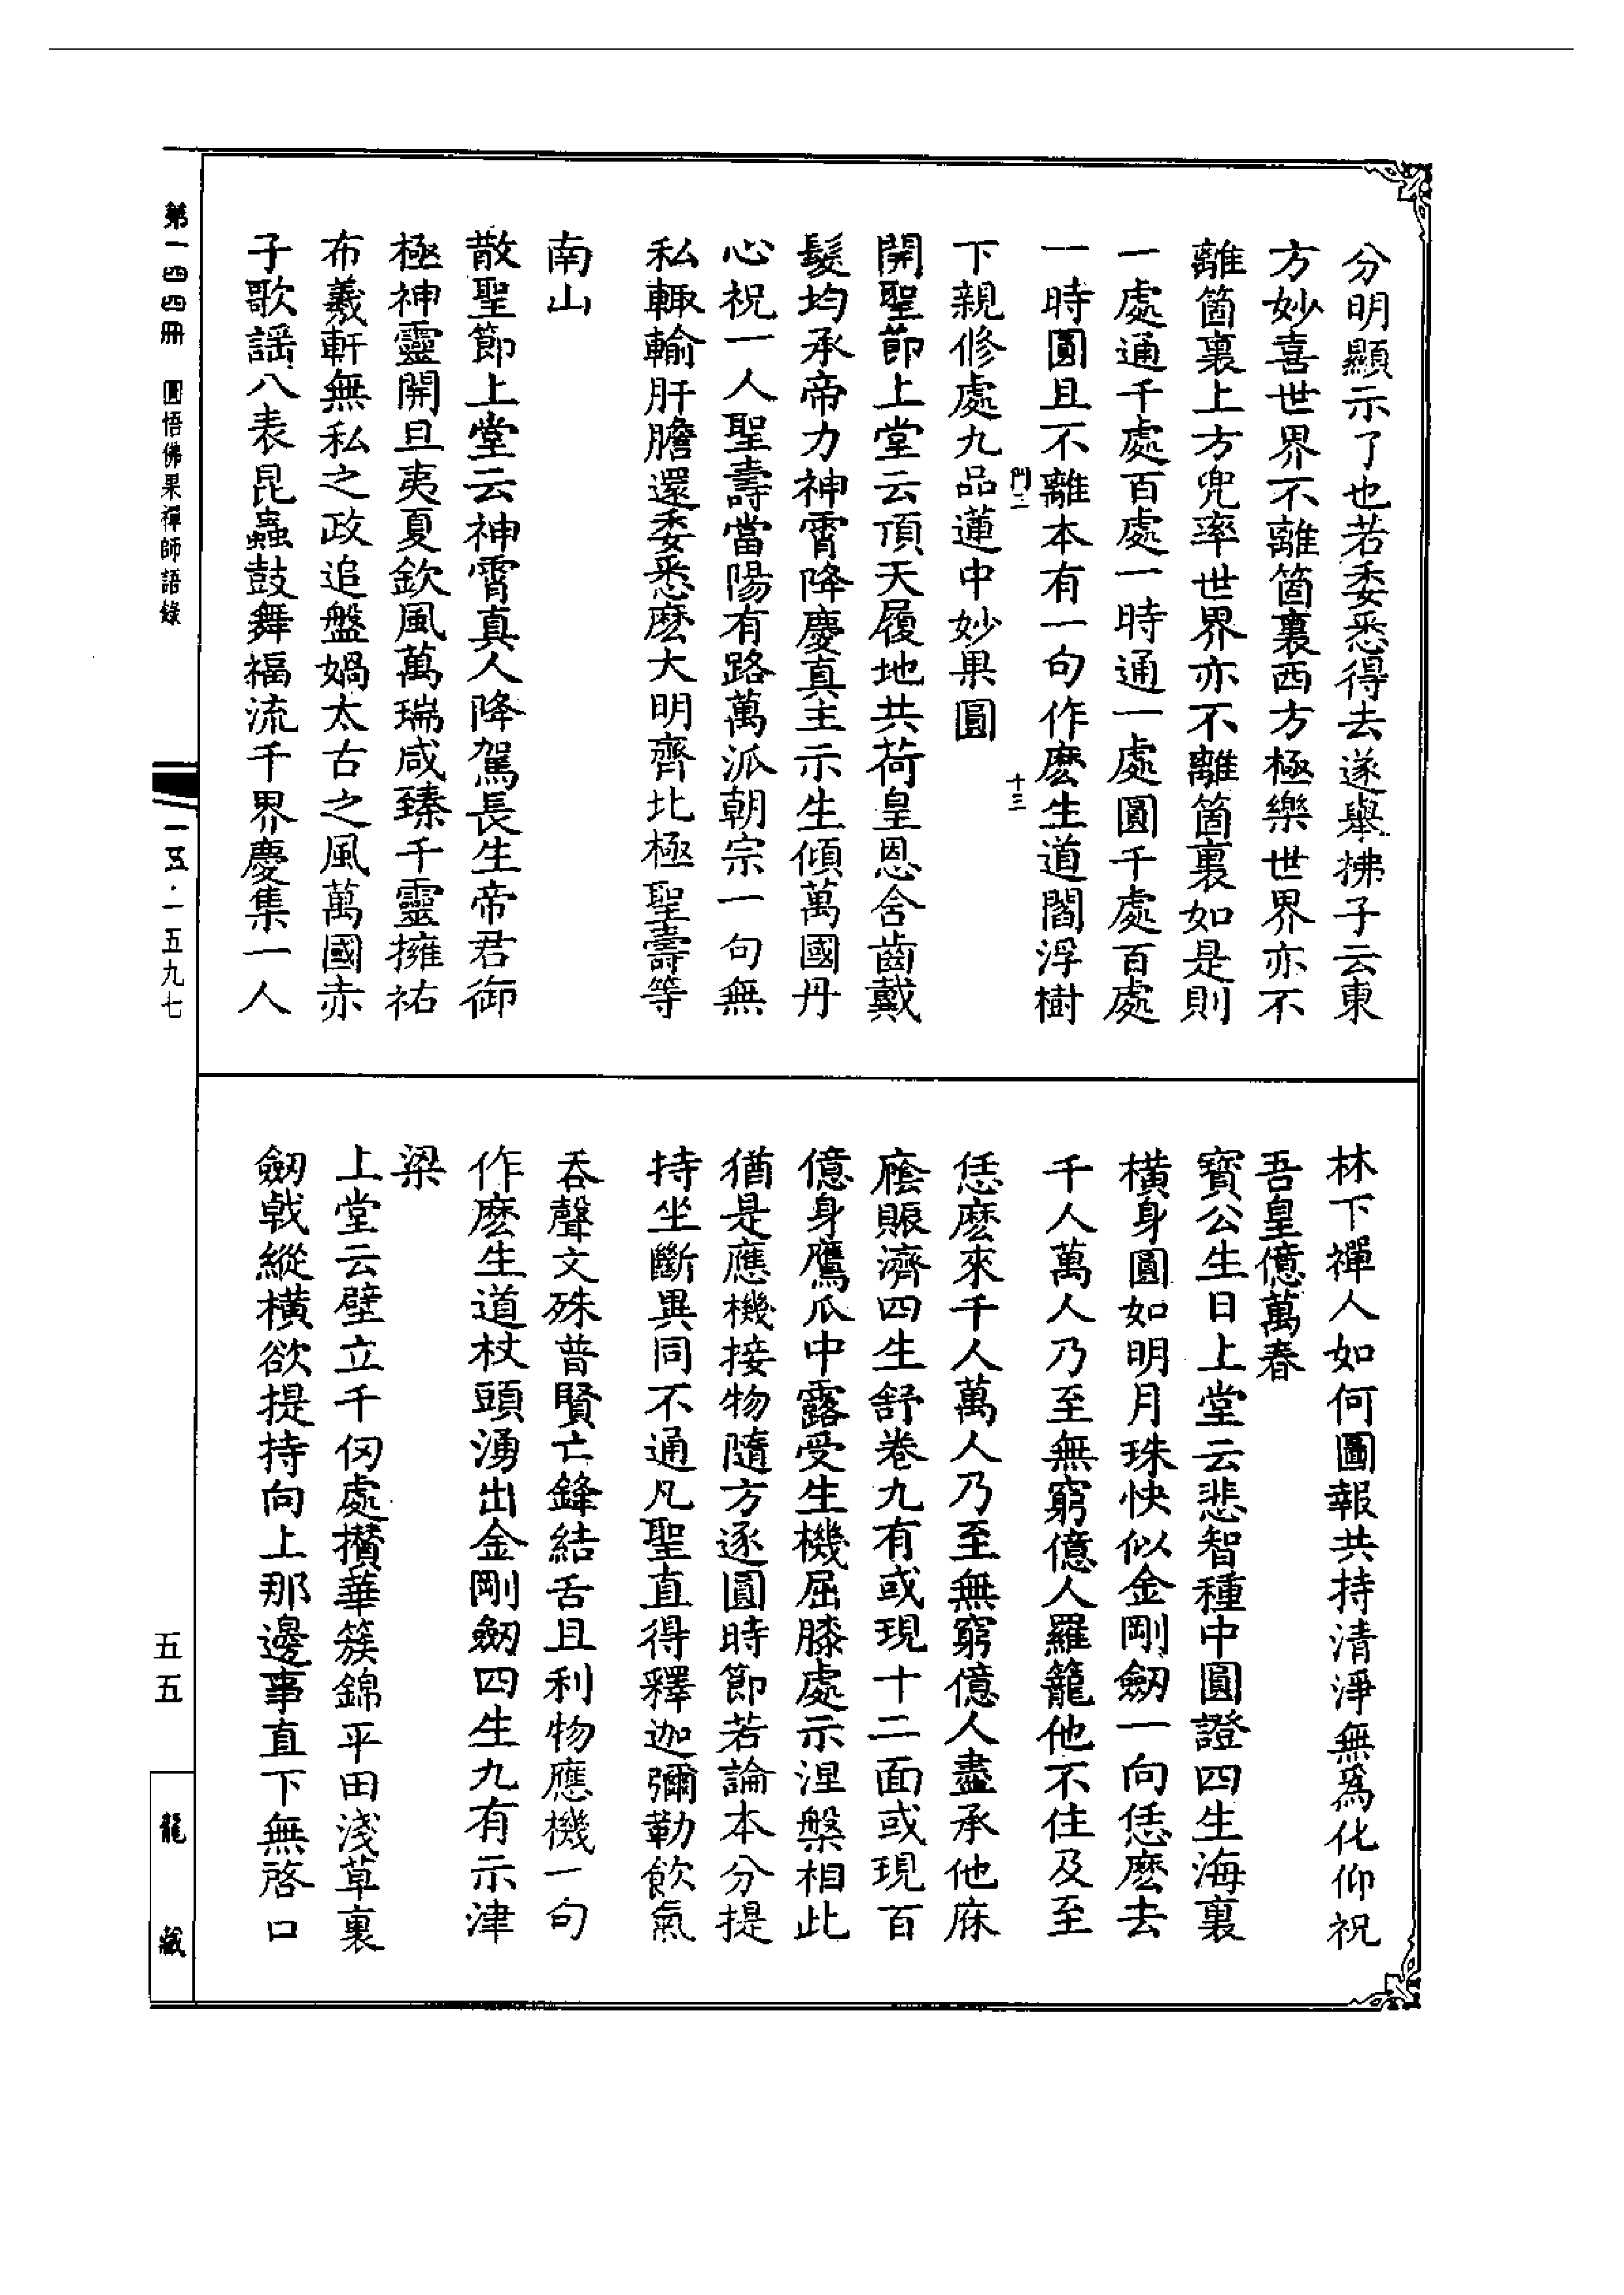 分明顯示了也若委悉得去遂舉拂子云東
方妙喜世界不離箇裏西方極樂世界亦不
離箇裏上方兜率世界亦不離箇裏如是則
一處通千處百處一時通一處圓千處百處
一時圓且不離本有一句作麽生道閻浮樹
門三 十三
下親修處九品蓮中妙果圓
開聖節上堂云頂天履地共荷皇恩含齒戴
髮均承帝力神霄降慶真主示生傾萬國丹
心祝一人聖壽當陽有路萬派朝宗一句無
私輙輸肝膽還委悉麽大明齊北極聖壽等
南山
散聖節上堂云神霄真人降駕長生帝君御
極神靈開旦夷夏欽風萬瑞咸臻千靈擁祐
布羲軒無私之政追盤媧太古之風萬國赤
子歌謠八表昆蟲鼓舞福流千界慶集一人
林下禪人如何圖報共持清淨無爲化仰祝
吾皇億萬春
寳公生日上堂云悲智種中圓證四生海裏
橫身圓如明月珠快似金剛劒一向恁麽去
千人萬人乃至無窮億人羅籠他不住及至
恁麽來千人萬人乃至無窮億人盡承他庥
廕賑濟四生舒卷九有或現十二面或現百
億身鷹爪中露受生機屈膝處示涅槃相此
猶是應機接物隨方逐圓時節若論本分提
持坐斷異同不通凡聖直得釋迦彌勒飲氣
吞聲文殊普賢亡鋒結舌且利物應機一句
作麽生道杖頭湧出金剛劒四生九有示津
梁
上堂云壁立千仞處攢華簇錦平田淺草裏
劒戟縱橫欲提持向上那邊事直下無啓口
第一四四冊 圓悟佛果禪師語錄
一五·一五九七
五五
龍藏